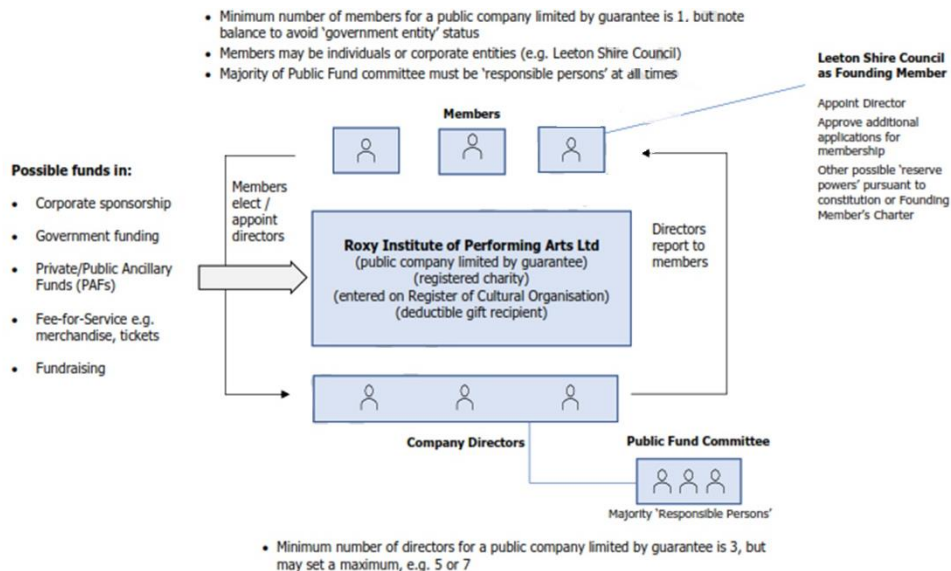 • Minimum number of members for a public company limited by guarantee is 1, but note
balance to avoid 'government entity' status
• Members may be individuals or corporate entities (e.g. Leeton Shire Council)
• Majority of Public Fund committee must be 'responsible persons' at all times
Leeton Shire Council
as Founding Member
Appoint Director
Approve additional
applications for
membership
Other possible 'reserve
powers' pursuant to
constitution or Founding
Member's Charter
Members
Possible funds in:
• Corporate sponsorship
• Government funding
• Private/Public Ancillary
Funds (PAFs)
• Fee-for-Service e.g.
merchandise, tickets
• Fundraising
Members
elect /
appoint
directors
Roxy Institute of Performing Arts Ltd
(public company limited by guarantee)
(registered charity)
(entered on Register of Cultural Organisation)
(deductible gift recipient)
Directors
report to
members
Company Directors
Public Fund Committee
Majority 'Responsible Persons'
• Minimum number of directors for a public company limited by guarantee is 3, but
may set a maximum, e.g. 5 or 7